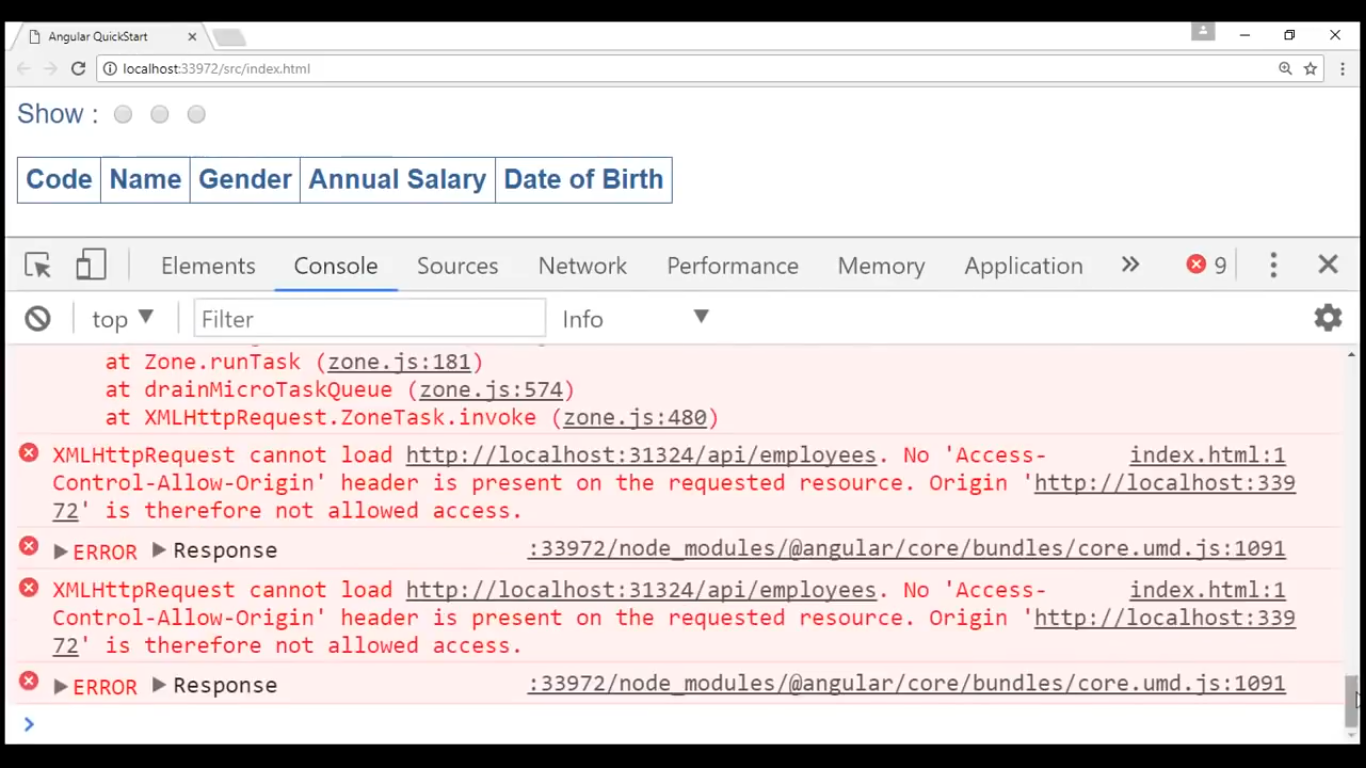 Angular QuickStart
localhost:33972/src/index.html
Show :
Code Name Gender Annual Salary Date of Birth
Elements Console Sources Network Performance Memory Application 9
top Filter Info
at Zone.runTask (zone.js:181)
at drainMicroTaskQueue (zone.js:574)
at XMLHttpRequest.ZoneTask.invoke (zone.js:480)
XMLHttpRequest cannot load http://localhost:31324/api/employees. No 'Access- index.html:1
Control-Allow-Origin' header is present on the requested resource. Origin 'http://localhost:339
72' is therefore not allowed access.
ERROR Response :33972/node_modules/@angular/core/bundles/core.umd.js:1091
XMLHttpRequest cannot load http://localhost:31324/api/employees. No 'Access- index.html:1
Control-Allow-Origin' header is present on the requested resource. Origin 'http://localhost:339
72' is therefore not allowed access.
ERROR Response :33972/node_modules/@angular/core/bundles/core.umd.js:1091